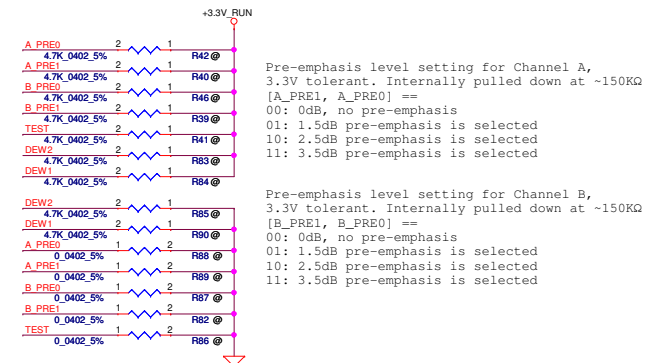 +3.3V_RUN
A_PRE0 2 1
4.7K_0402_5% R42 @
A_PRE1 2 1
4.7K_0402_5% R40 @
B_PRE0 2 1
4.7K_0402_5% R46 @
B_PRE1 2 1
4.7K_0402_5% R39 @
TEST 2 1
4.7K_0402_5% R41 @
DEW2 2 1
4.7K_0402_5% R83 @
DEW1 2 1
4.7K_0402_5% R84 @
DEW2 2 1
4.7K_0402_5% R85 @
DEW1 2 1
4.7K_0402_5% R90 @
A_PRE0 1 2
0_0402_5% R88 @
A_PRE1 1 2
0_0402_5% R89 @
B_PRE0 1 2
0_0402_5% R87 @
B_PRE1 1 2
0_0402_5% R82 @
TEST 1 2
0_0402_5% R86 @
Pre-emphasis level setting for Channel A,
3.3V tolerant. Internally pulled down at ~150KΩ
[A_PRE1, A_PRE0] ==
00: 0dB, no pre-emphasis
01: 1.5dB pre-emphasis is selected
10: 2.5dB pre-emphasis is selected
11: 3.5dB pre-emphasis is selected
Pre-emphasis level setting for Channel B,
3.3V tolerant. Internally pulled down at ~150KΩ
[B_PRE1, B_PRE0] ==
00: 0dB, no pre-emphasis
01: 1.5dB pre-emphasis is selected
10: 2.5dB pre-emphasis is selected
11: 3.5dB pre-emphasis is selected